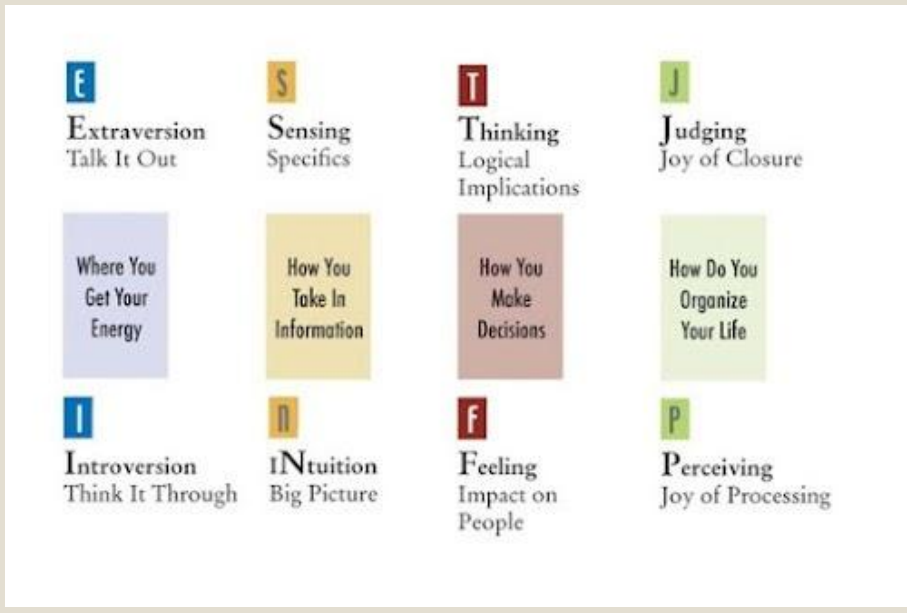 E
Extraversion
Talk It Out
S
Sensing
Specifics
T
Thinking
Logical
Implications
J
Judging
Joy of Closure
Where You
Get Your
Energy
How You
Take In
Information
How You
Make
Decisions
How Do You
Organize
Your Life
I
Introversion
Think It Through
n
INtuition
Big Picture
F
Feeling
Impact on
People
P
Perceiving
Joy of Processing